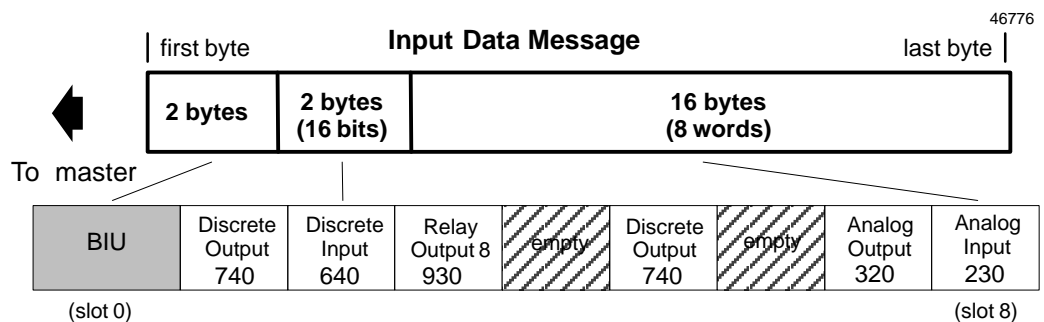 46776
first byte
Input Data Message
last byte
2 bytes
2 bytes
(16 bits)
16 bytes
(8 words)
To master
BIU
Discrete
Output
740
Discrete
Input
640
Relay
Output 8
930
empty
Discrete
Output
740
empty
Analog
Output
320
Analog
Input
230
(slot 0)
(slot 8)